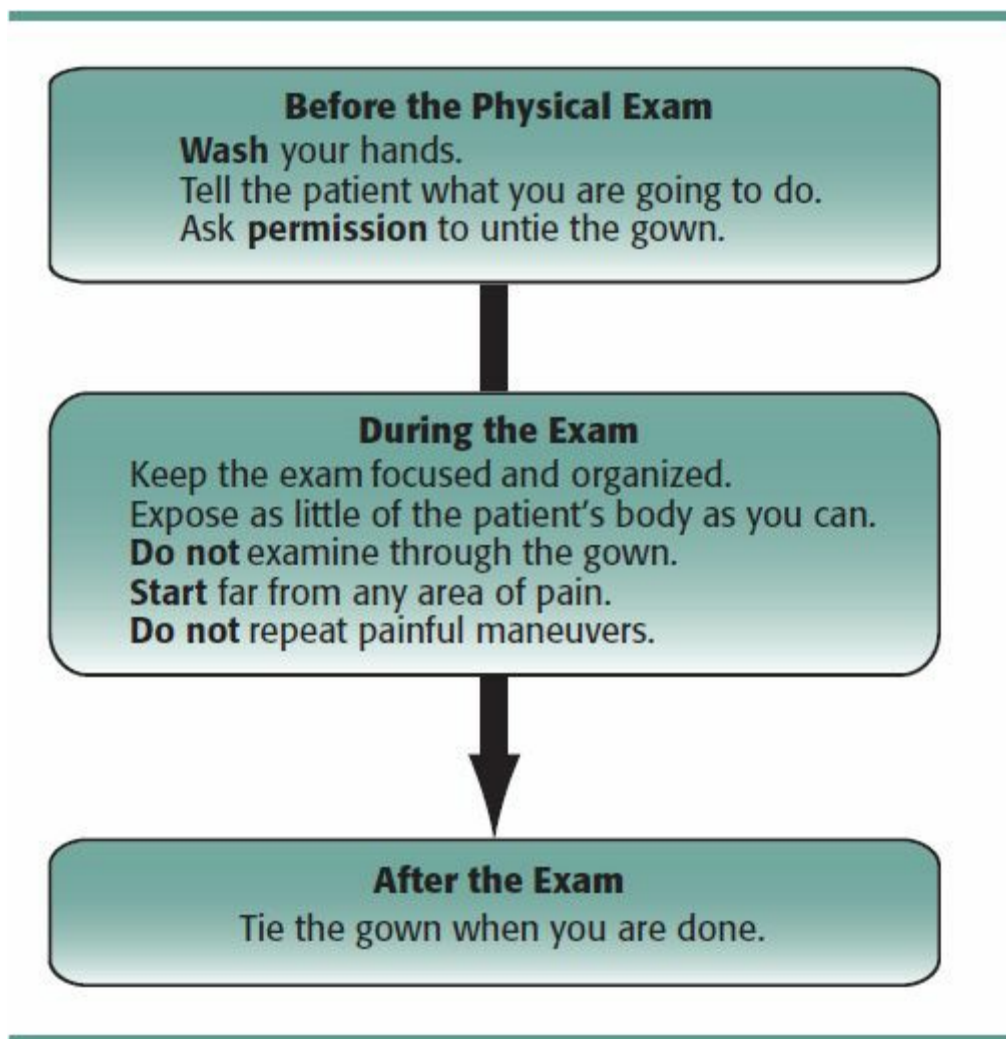 Before the Physical Exam
Wash your hands.
Tell the patient what you are going to do.
Ask permission to untie the gown.
During the Exam
Keep the exam focused and organized.
Expose as little of the patient's body as you can.
Do not examine through the gown.
Start far from any area of pain.
Do not repeat painful maneuvers.
After the Exam
Tie the gown when you are done.